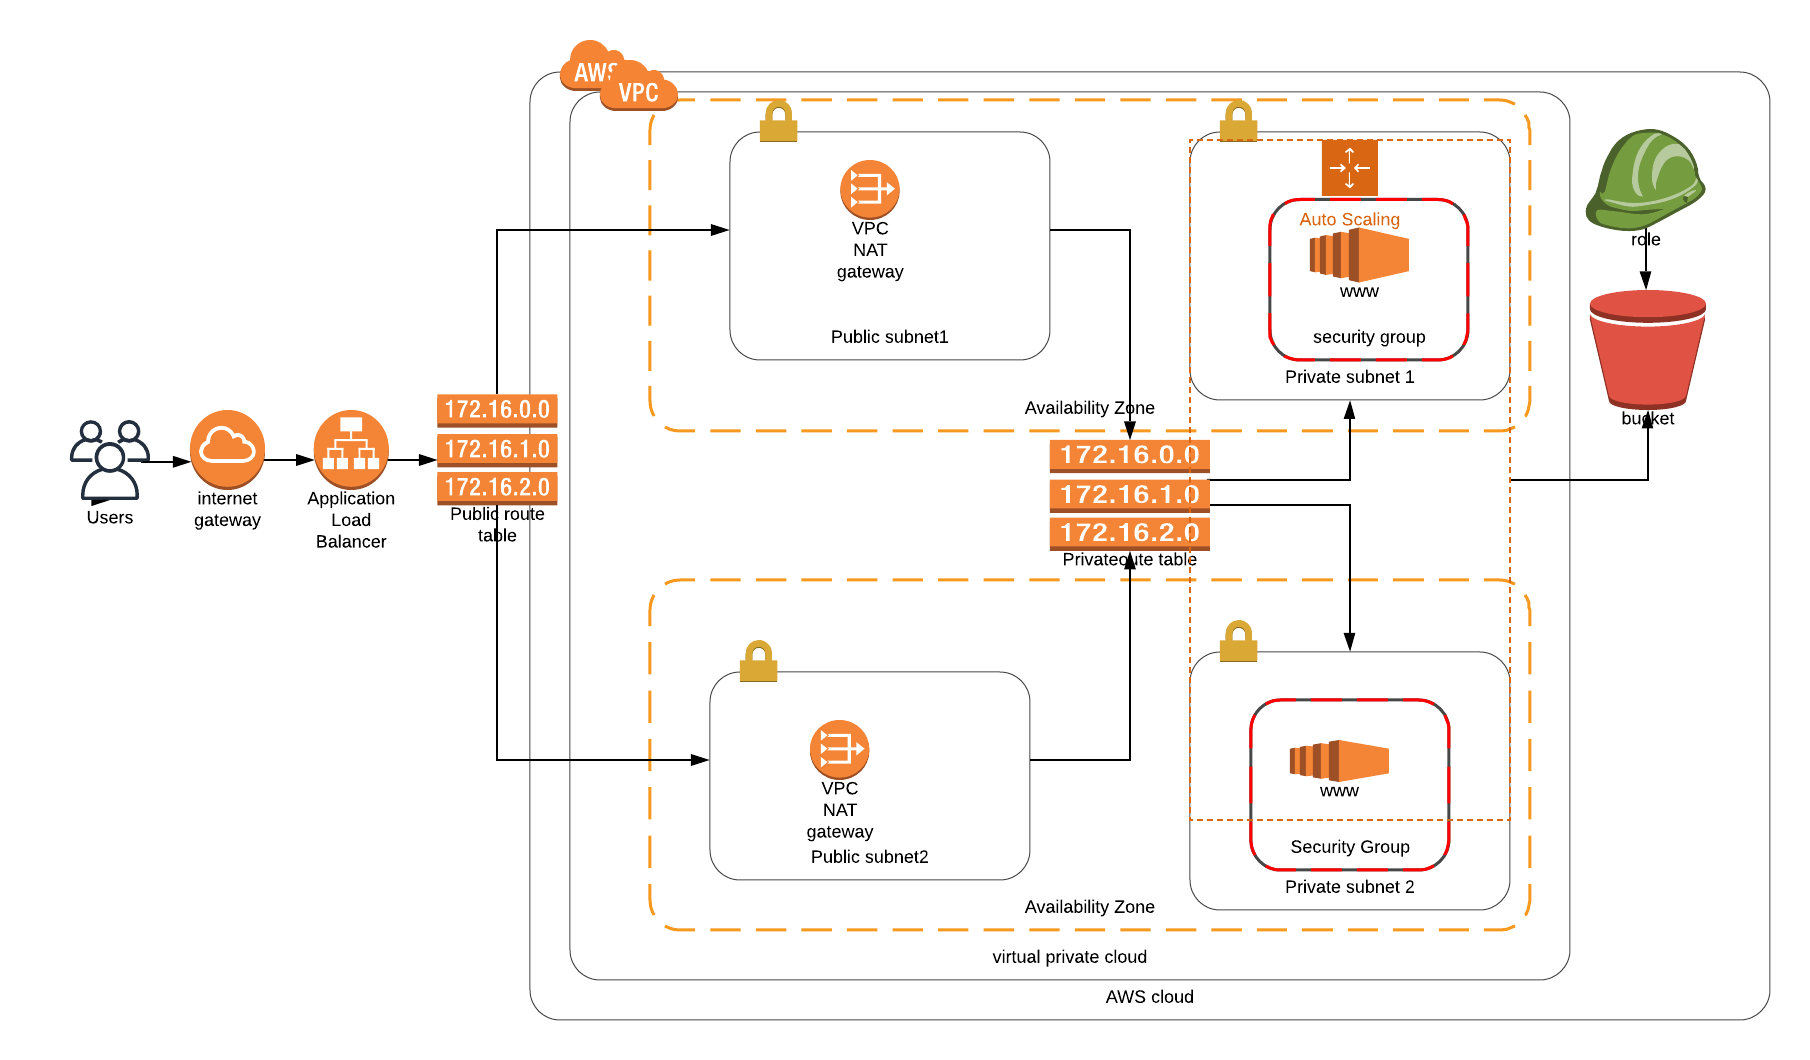 AWS
VPC
VPC
NAT
gateway
Public subnet1
Auto Scaling
www
security group
Private subnet 1
Availability Zone
role
bucket
Users
internet
gateway
Application
Load
Balancer
172.16.0.0
172.16.1.0
172.16.2.0
Public route
table
172.16.0.0
172.16.1.0
172.16.2.0
Privateoute table
VPC
NAT
gateway
Public subnet2
www
Security Group
Private subnet 2
Availability Zone
virtual private cloud
AWS cloud